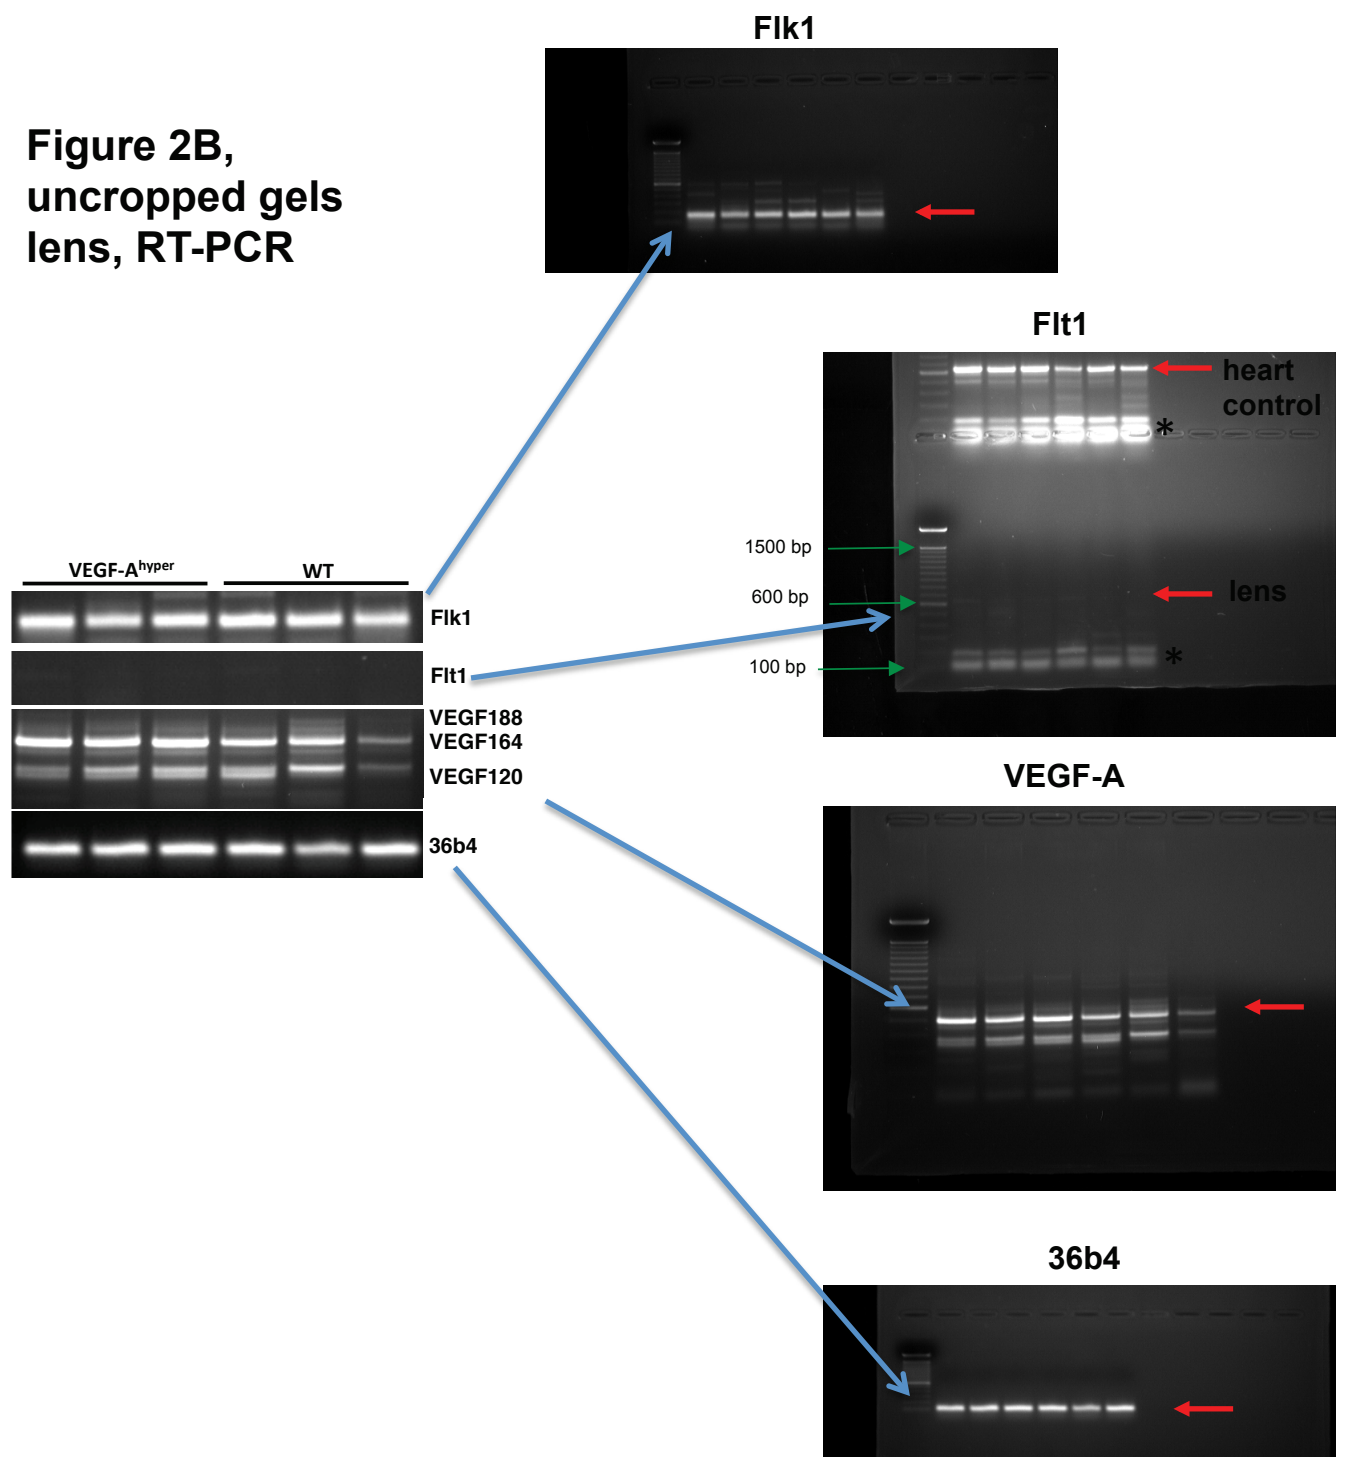 Flk1
Figure 2B,
uncropped gels
lens, RT-PCR
Flt1
heart
control
*
1500 bp
600 bp
lens
100 bp
*
VEGF-Ahyper
WT
Flk1
Flt1
VEGF188
VEGF164
VEGF120
36b4
VEGF-A
36b4